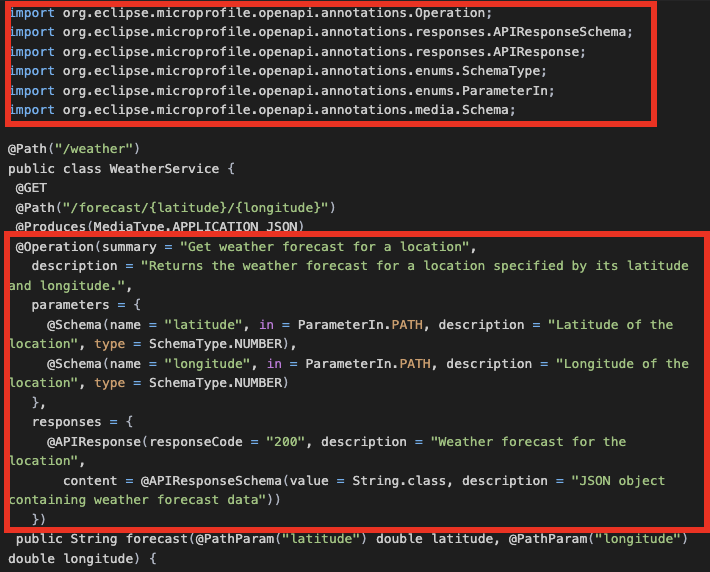 import org.eclipse.microprofile.openapi.annotations.Operation;
import org.eclipse.microprofile.openapi.annotations.responses.APIResponseSchema;
import org.eclipse.microprofile.openapi.annotations.responses.APIResponse;
import org.eclipse.microprofile.openapi.annotations.enums.SchemaType;
import org.eclipse.microprofile.openapi.annotations.enums.ParameterIn;
import org.eclipse.microprofile.openapi.annotations.media.Schema;

@Path("/weather")
public class WeatherService {
 @GET
 @Path("/forecast/{latitude}/{longitude}")
 @Produces(MediaType.APPLICATION_JSON)
 @Operation(summary = "Get weather forecast for a location",
   description = "Returns the weather forecast for a location specified by its latitude
and longitude.",
   parameters = {
     @Schema(name = "latitude", in = ParameterIn.PATH, description = "Latitude of the
location", type = SchemaType.NUMBER),
     @Schema(name = "longitude", in = ParameterIn.PATH, description = "Longitude of the
location", type = SchemaType.NUMBER)
   },
   responses = {
     @APIResponse(responseCode = "200", description = "Weather forecast for the
location",
       content = @APIResponseSchema(value = String.class, description = "JSON object
containing weather forecast data"))
   })
 public String forecast(@PathParam("latitude") double latitude, @PathParam("longitude")
double longitude) {